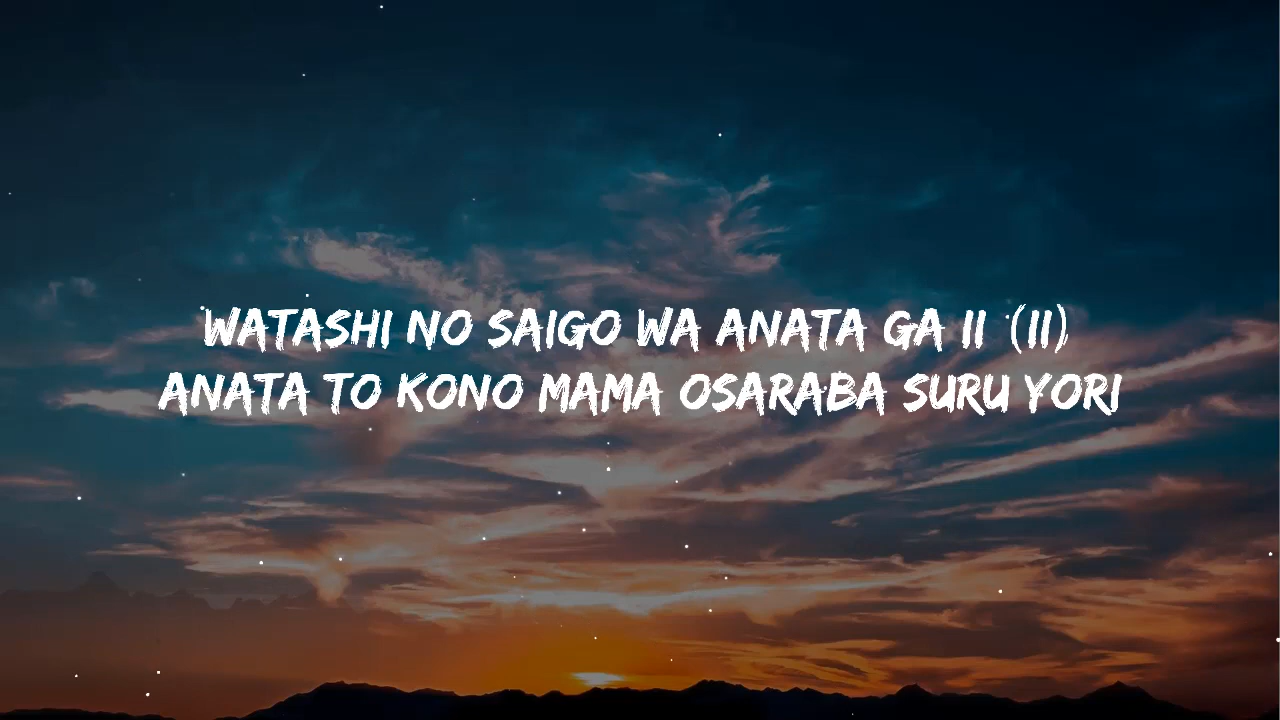 WATASHI NO SAIGO WA ANATA GA II (II)
ANATA TO KONO MAMA OSARABA SURU YORI